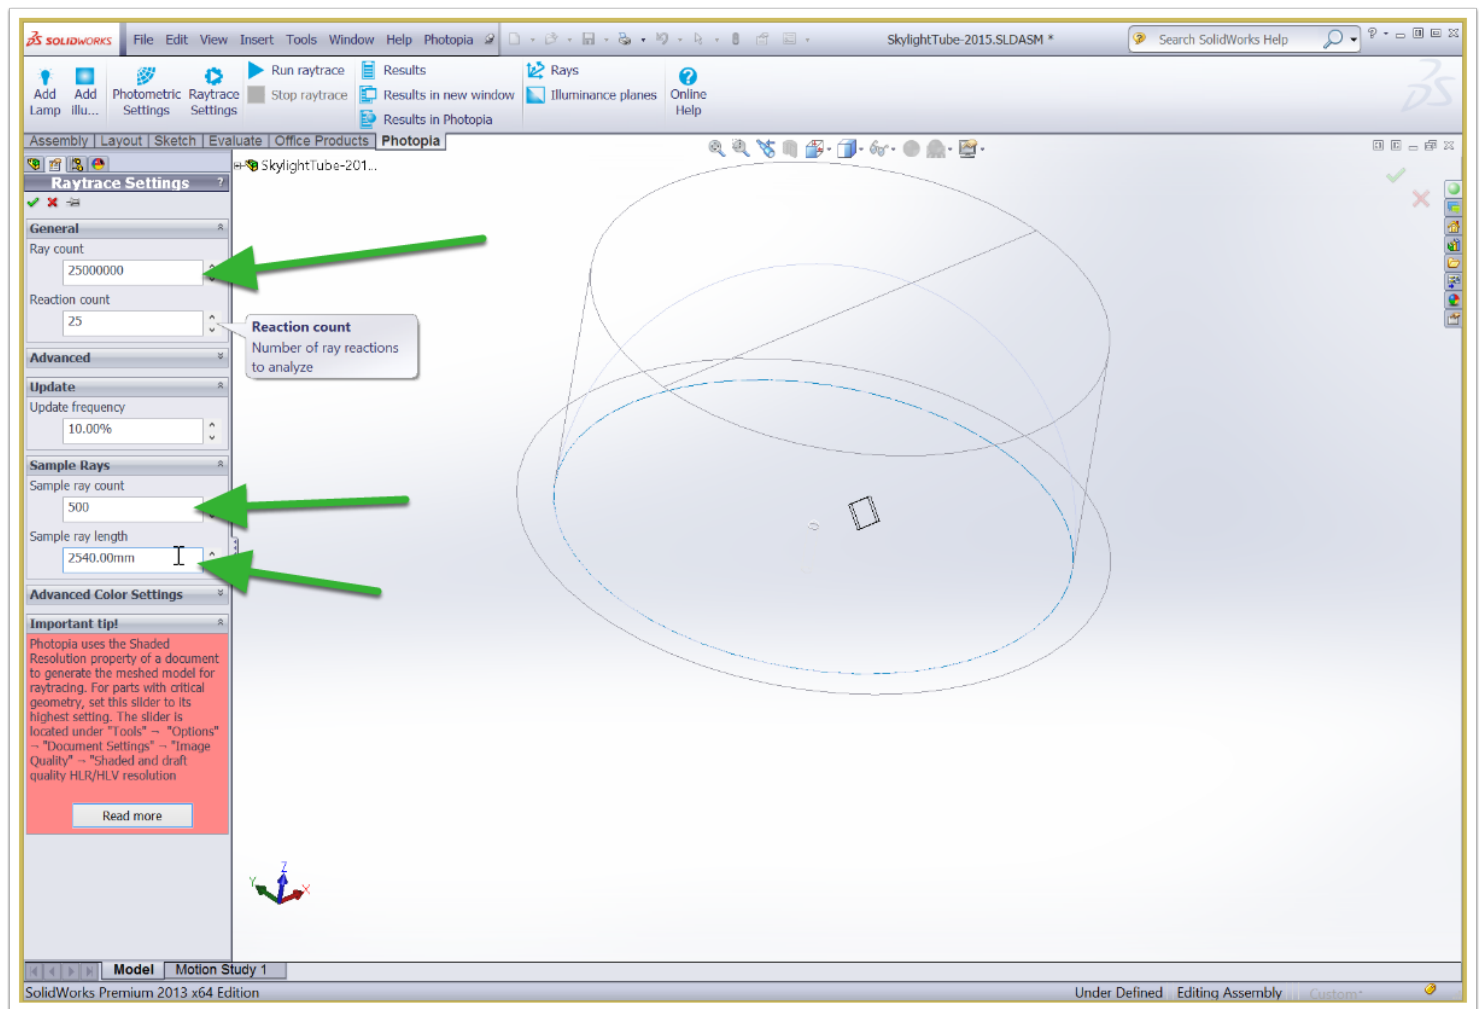 SOLIDWORKS File Edit View Insert Tools Window Help Photopia SkylightTube-2015.SLDASM * Search SolidWorks Help ?
Add Lamp
Add illu...
Photometric Settings
Raytrace Settings
Run raytrace
Stop raytrace
Results
Results in new window
Results in Photopia
Rays
Illuminance planes
Online Help
Assembly Layout Sketch Evaluate Office Products Photopia
SkylightTube-201...
Raytrace Settings ?
General
Ray count
25000000
Reaction count
25
Reaction count
Number of ray reactions
to analyze
Advanced
Update
Update frequency
10.00%
Sample Rays
Sample ray count
500
Sample ray length
2540.00mm
Advanced Color Settings
Important tip!
Photopia uses the Shaded
Resolution property of a document
to generate the meshed model for
raytracing. For parts with critical
geometry, set this slider to its
highest setting. The slider is
located under "Tools" → "Options"
→ "Document Settings" → "Image
Quality" → "Shaded and draft
quality HLR/HLV resolution
Read more
Z
Y
X
Model Motion Study 1
SolidWorks Premium 2013 x64 Edition Under Defined Editing Assembly Custom